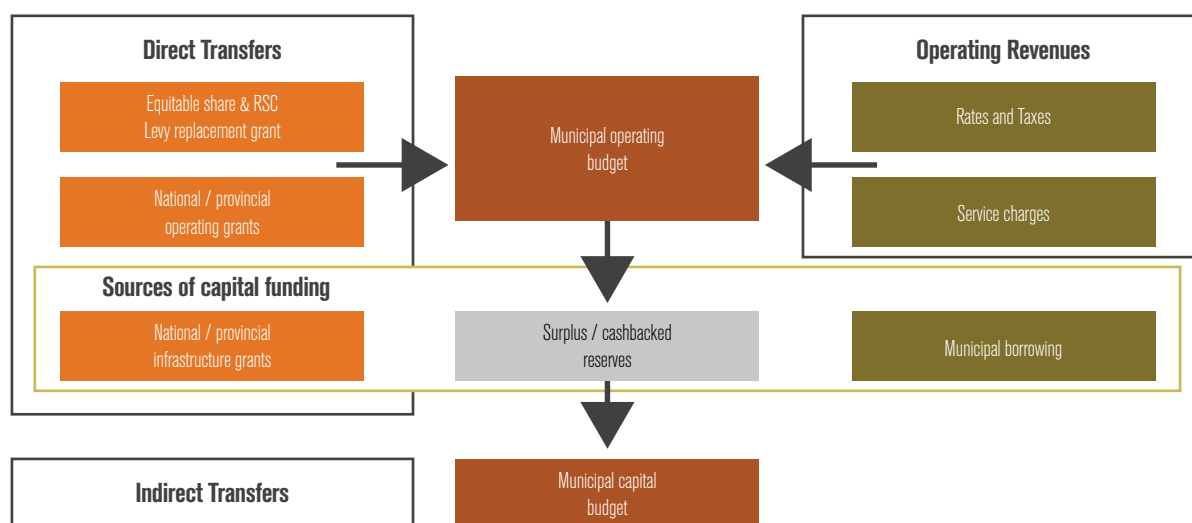 Direct Transfers
Equitable share & RSC
Levy replacement grant
National / provincial
operating grants
Municipal operating
budget
Operating Revenues
Rates and Taxes
Service charges
Sources of capital funding
National / provincial
infrastructure grants
Surplus / cashbacked
reserves
Municipal borrowing
Indirect Transfers
Municipal capital
budget